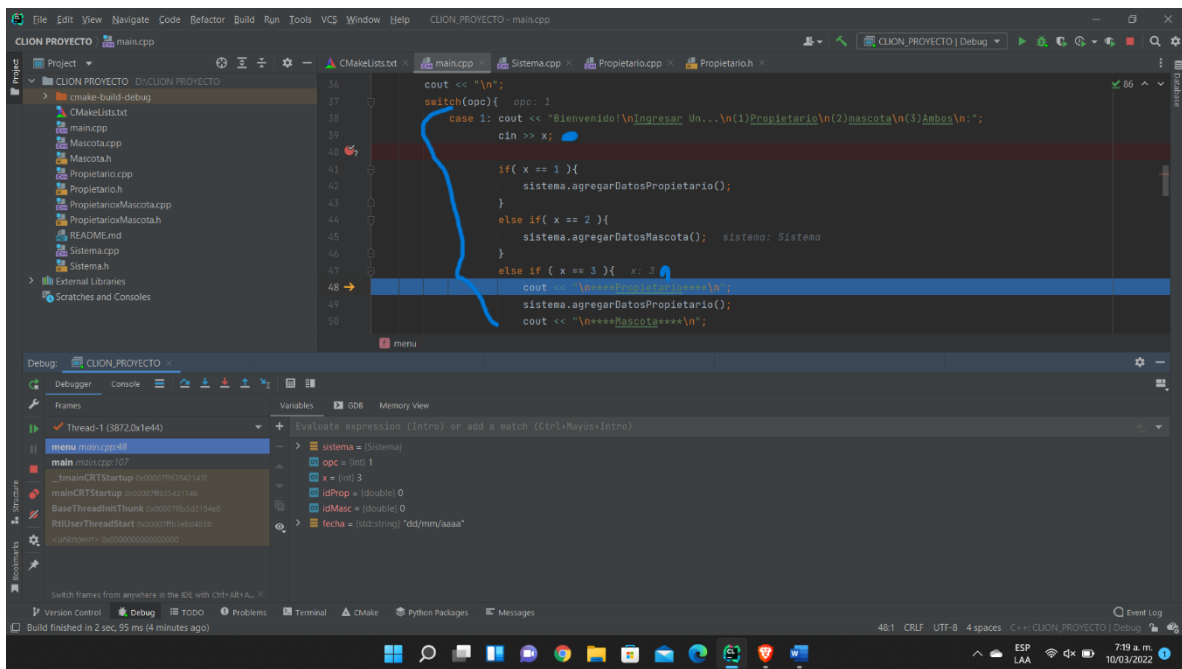 File Edit View Navigate Code Refactor Build Run Tools VCS Window Help CLION_PROYECTO - main.cpp
CLION PROYECTO main.cpp
CLION_PROYECTO | Debug
Project
CMakeLists.txt
main.cpp
Sistema.cpp
Propietario.cpp
Propietario.h
CLION PROYECTO D:\CLION PROYECTO
cmake-build-debug
CMakeLists.txt
main.cpp
Mascota.cpp
Mascota.h
Propietario.cpp
Propietario.h
PropietarioxMascota.cpp
PropietarioxMascota.h
README.md
Sistema.cpp
Sistema.h
External Libraries
Scratches and Consoles
86
36 cout << "\n";
37 switch(opc){ opc: 1
38 case 1: cout << "Bienvenido!\nIngresar Un...\n(1)Propietario\n(2)mascota\n(3)Ambos\n:";
39 cin >> x;
40
41 if( x == 1 ){
42 sistema.agregarDatosPropietario();
43 }
44 else if( x == 2 ){
45 sistema.agregarDatosMascota(); sistema: Sistema
46 }
47 else if ( x == 3 ){ x: 3
48 cout << "\n****Propietario****\n";
49 sistema.agregarDatosPropietario();
50 cout << "\n****Mascota****\n";
menu
Project
Database
Structure
Bookmarks
Debug: CLION_PROYECTO
Debugger Console
Frames
Variables GDB Memory View
Thread-1 (3872.0x1e44)
Evaluate expression (Intro) or add a watch (Ctrl+Mayús+Intro)
menu main.cpp:48
main main.cpp:107
__tmainCRTStartup
mainCRTStartup
BaseThreadInitThunk
RtlUserThreadStart
<unknown> 0x0000000000000000
sistema = {Sistema}
opc = {int} 1
x = {int} 3
idProp = {double} 0
idMasc = {double} 0
fecha = {std::string} "dd/mm/aaaa"
Switch frames from anywhere in the IDE with Ctrl+Alt+A...
Version Control Debug TODO Problems Terminal CMake Python Packages Messages
Event Log
Build finished in 2 sec, 95 ms (4 minutes ago)
48:1 CRLF UTF-8 4 spaces C++: CLION_PROYECTO | Debug
ESP
LAA
7:19 a. m.
10/03/2022
1